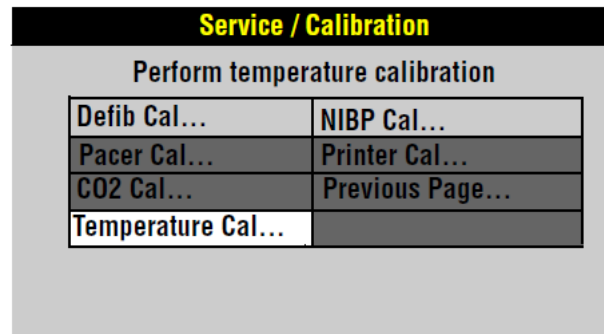 Service / Calibration
Perform temperature calibration
Defib Cal... NIBP Cal...
Pacer Cal... Printer Cal...
CO2 Cal... Previous Page...
Temperature Cal...